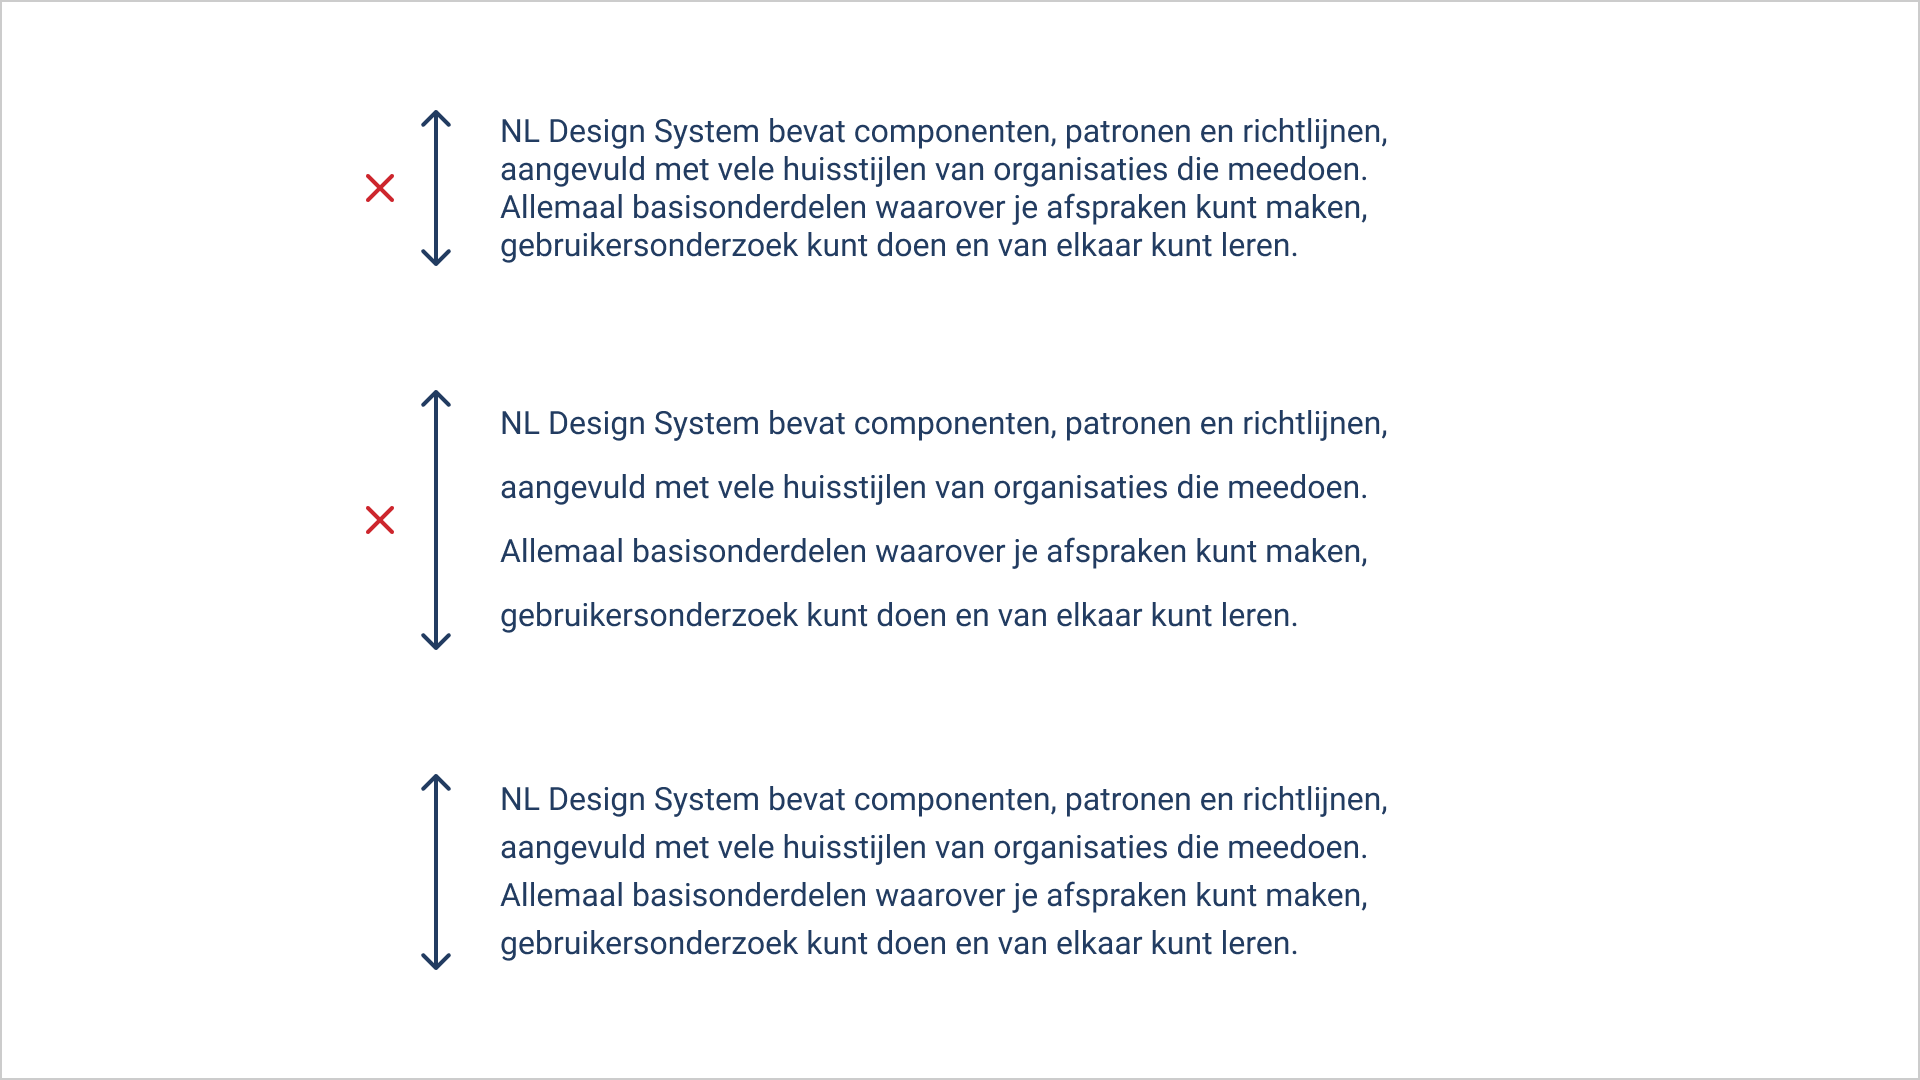 NL Design System bevat componenten, patronen en richtlijnen,
aangevuld met vele huisstijlen van organisaties die meedoen.
Allemaal basisonderdelen waarover je afspraken kunt maken,
gebruikersonderzoek kunt doen en van elkaar kunt leren.
NL Design System bevat componenten, patronen en richtlijnen,
aangevuld met vele huisstijlen van organisaties die meedoen.
Allemaal basisonderdelen waarover je afspraken kunt maken,
gebruikersonderzoek kunt doen en van elkaar kunt leren.
NL Design System bevat componenten, patronen en richtlijnen,
aangevuld met vele huisstijlen van organisaties die meedoen.
Allemaal basisonderdelen waarover je afspraken kunt maken,
gebruikersonderzoek kunt doen en van elkaar kunt leren.